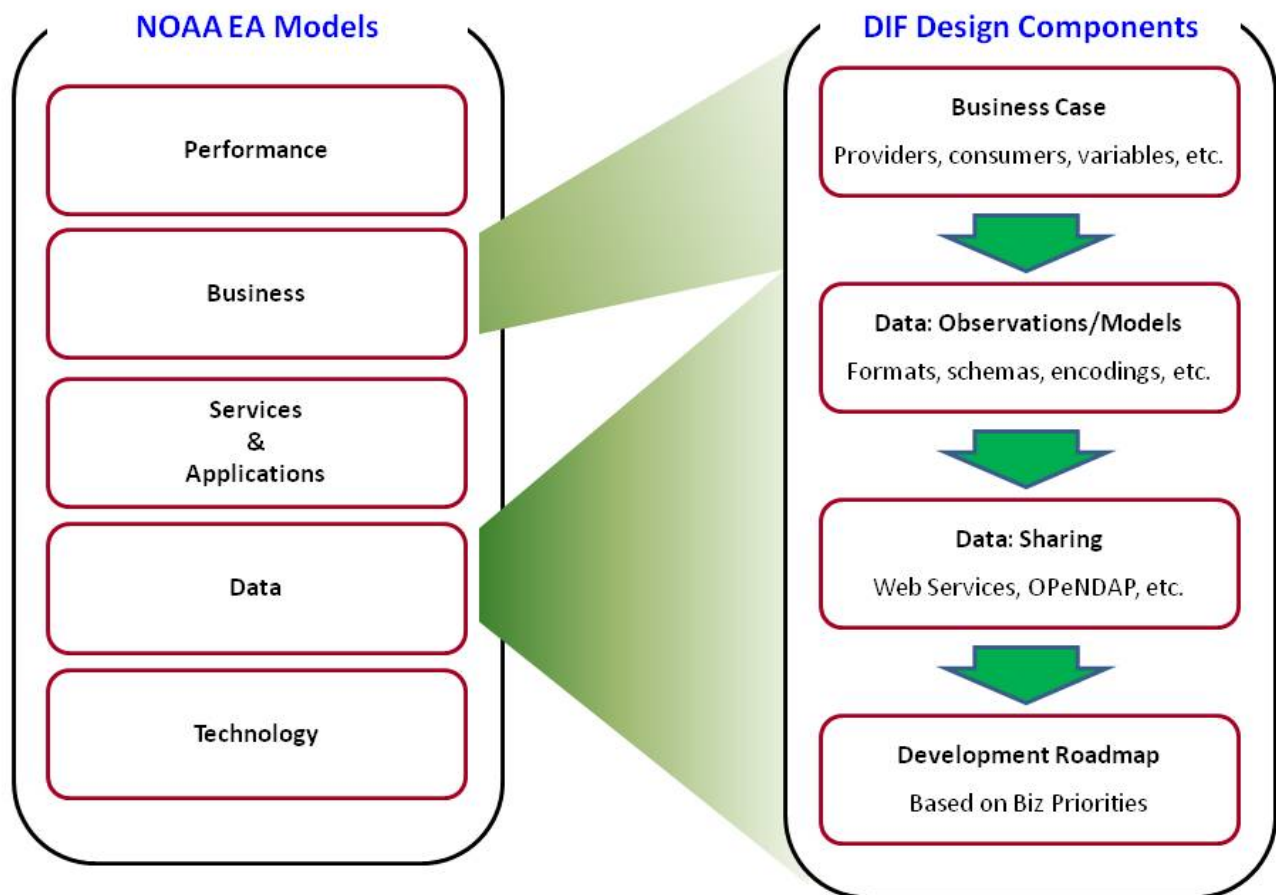 NOAA EA Models
Performance
Business
Services
&
Applications
Data
Technology
DIF Design Components
Business Case
Providers, consumers, variables, etc.
Data: Observations/Models
Formats, schemas, encodings, etc.
Data: Sharing
Web Services, OPeNDAP, etc.
Development Roadmap
Based on Biz Priorities